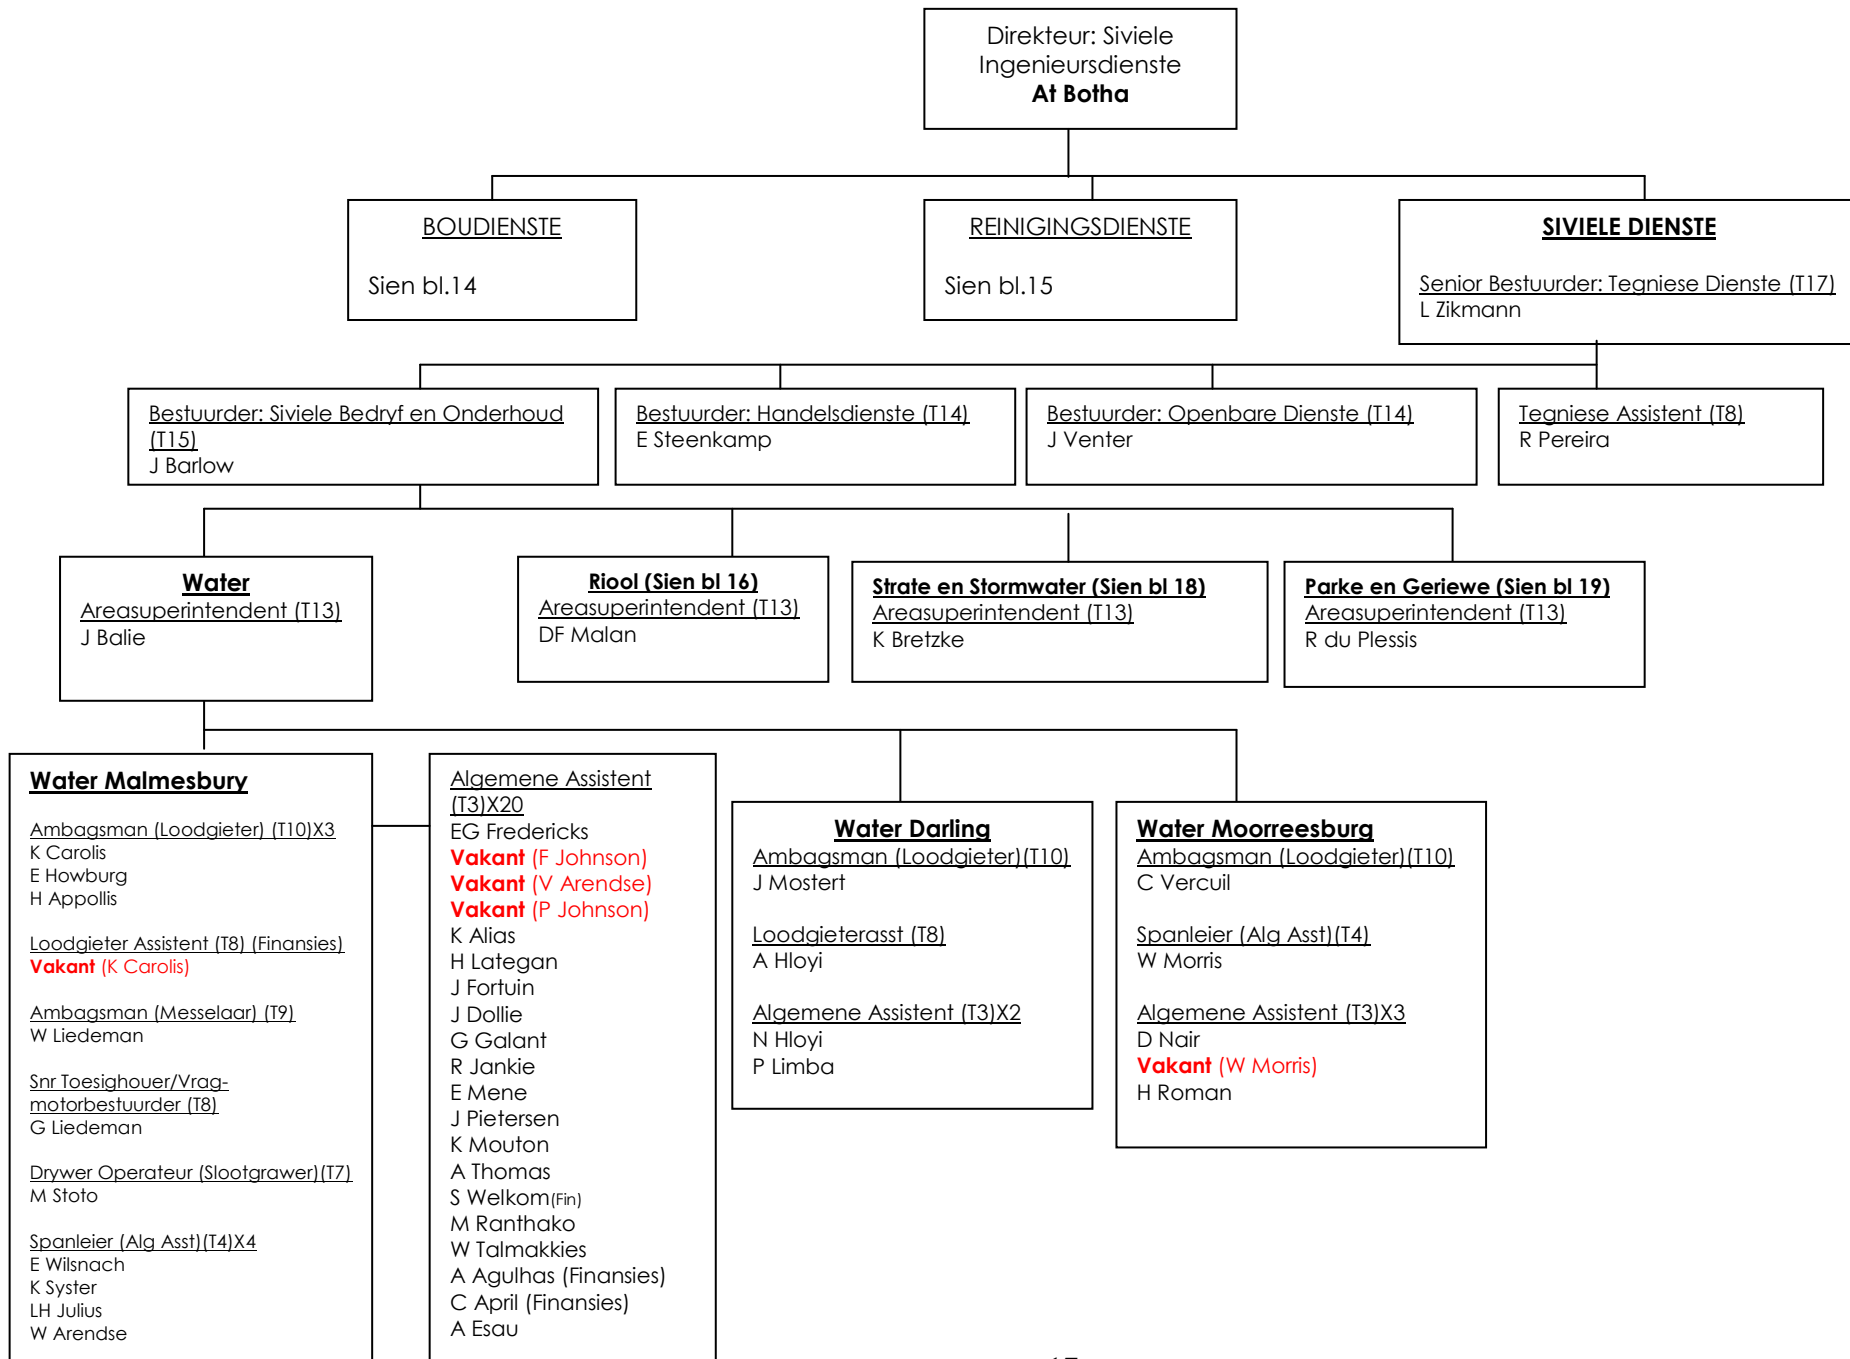 Direkteur: Siviele
Ingenieursdienste
At Botha
BOUDIENSTE
Sien bl.14
REINIGINGSDIENSTE
Sien bl.15
SIVIELE DIENSTE
Senior Bestuurder: Tegniese Dienste (T17)
L Zikmann
Bestuurder: Siviele Bedryf en Onderhoud
(T15)
J Barlow
Bestuurder: Handelsdienste (T14)
E Steenkamp
Bestuurder: Openbare Dienste (T14)
J Venter
Tegniese Assistent (T8)
R Pereira
Water
Areasuperintendent (T13)
J Balie
Riool (Sien bl 16)
Areasuperintendent (T13)
DF Malan
Strate en Stormwater (Sien bl 18)
Areasuperintendent (T13)
K Bretzke
Parke en Geriewe (Sien bl 19)
Areasuperintendent (T13)
R du Plessis
Water Malmesbury
Ambagsman (Loodgieter) (T10)X3
K Carolis
E Howburg
H Appollis
Loodgieter Assistent (T8) (Finansies)
Vakant (K Carolis)
Ambagsman (Messelaar) (T9)
W Liedeman
Snr Toesighouer/Vrag-
motorbestuurder (T8)
G Liedeman
Drywer Operateur (Slootgrawer)(T7)
M Stoto
Spanleier (Alg Asst)(T4)X4
E Wilsnach
K Syster
LH Julius
W Arendse
Algemene Assistent
(T3)X20
EG Fredericks
Vakant (F Johnson)
Vakant (V Arendse)
Vakant (P Johnson)
K Alias
H Lategan
J Fortuin
J Dollie
G Galant
R Jankie
E Mene
J Pietersen
K Mouton
A Thomas
S Welkom(Fin)
M Ranthako
W Talmakkies
A Agulhas (Finansies)
C April (Finansies)
A Esau
Water Darling
Ambagsman (Loodgieter)(T10)
J Mostert
Loodgieterasst (T8)
A Hloyi
Algemene Assistent (T3)X2
N Hloyi
P Limba
Water Moorreesburg
Ambagsman (Loodgieter)(T10)
C Vercuil
Spanleier (Alg Asst)(T4)
W Morris
Algemene Assistent (T3)X3
D Nair
Vakant (W Morris)
H Roman